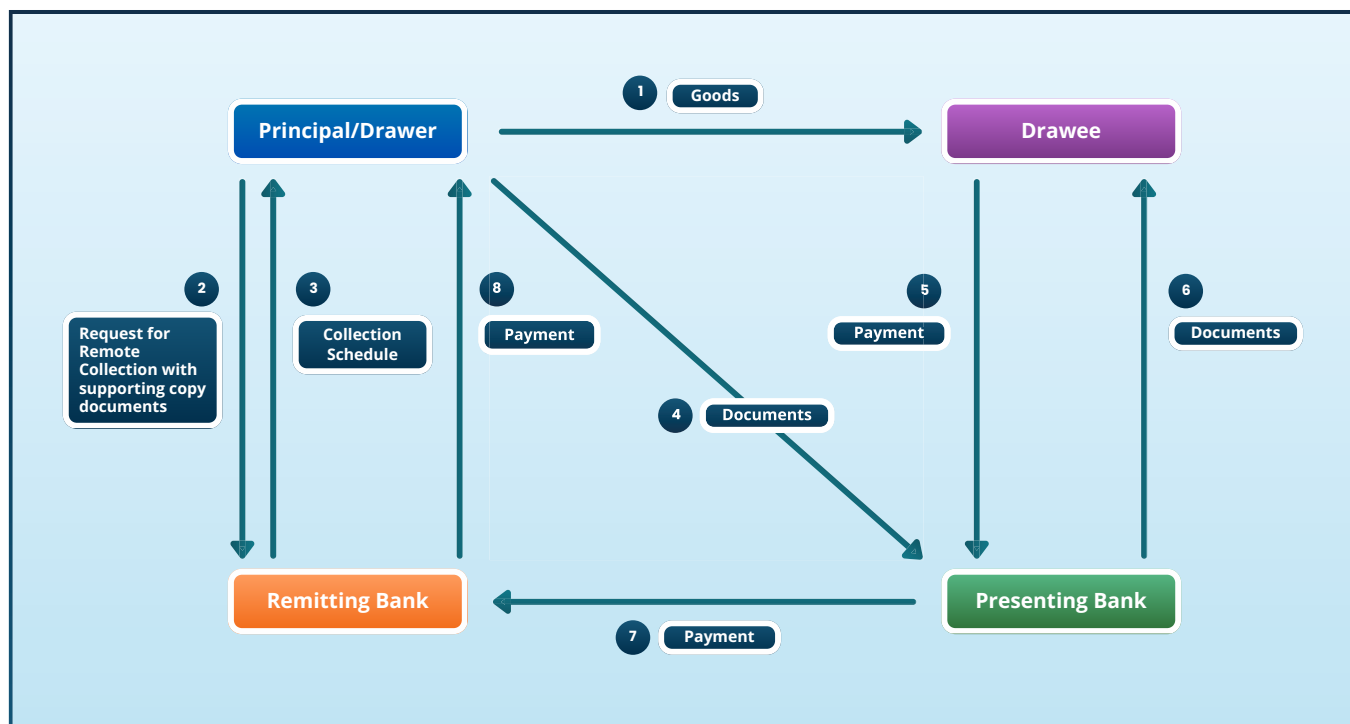 1
Goods
Principal/Drawer
Drawee
2
3
8
5
6
Request for
Remote
Collection with
supporting copy
documents
Collection
Schedule
Payment
Payment
Documents
4
Documents
Remitting Bank
Presenting Bank
7
Payment